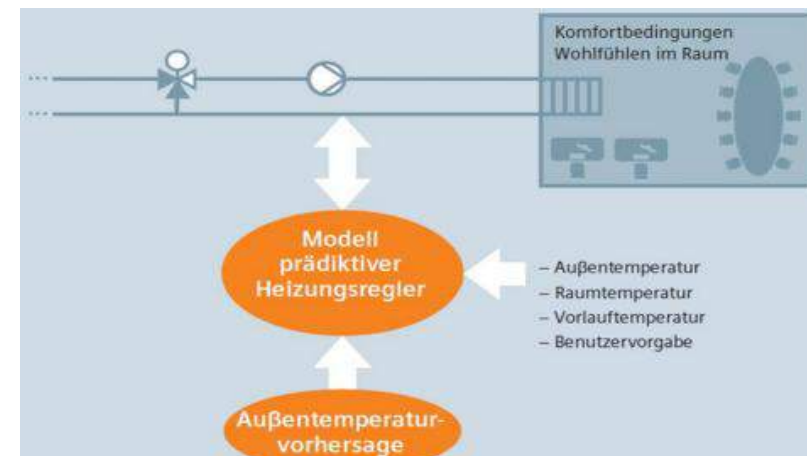 Komfortbedingungen
Wohlfühlen im Raum
Modell
prädiktiver
Heizungsregler
– Außentemperatur
– Raumtemperatur
– Vorlauftemperatur
– Benutzervorgabe
Außentemperatur-
vorhersage